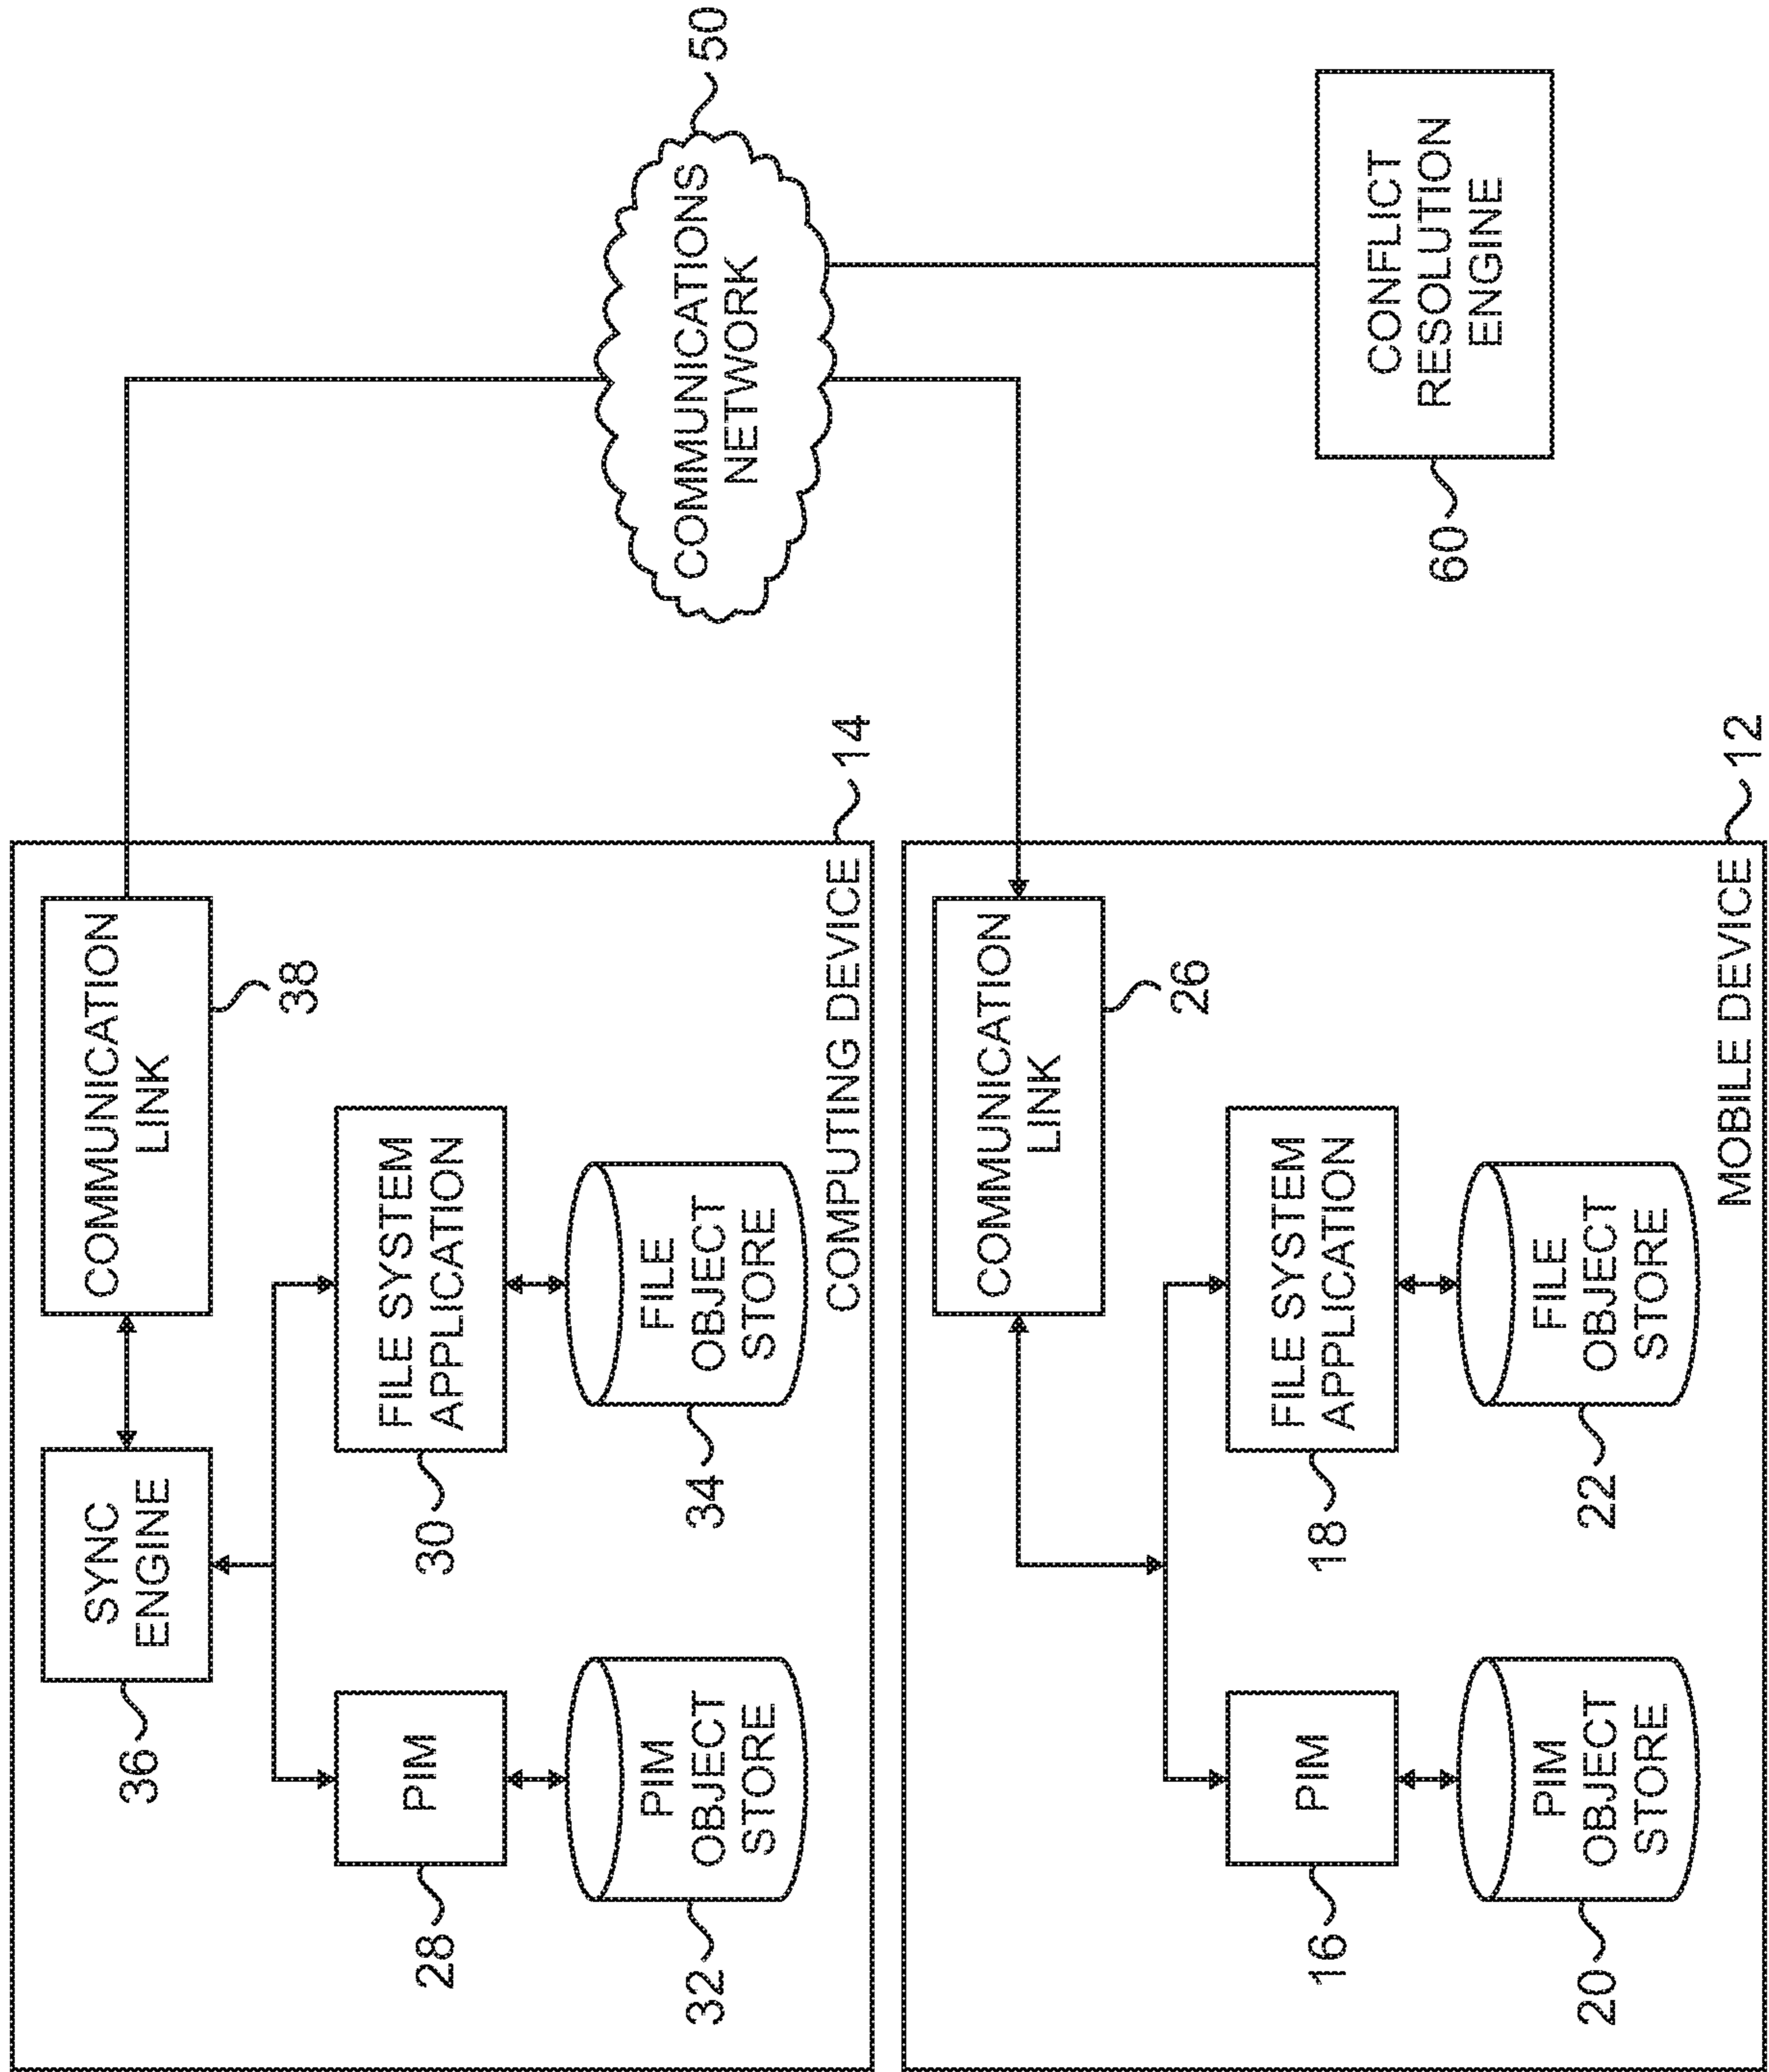 36
SYNC
ENGINE
COMMUNICATION
LINK
38
28
PIM
30
FILE SYSTEM
APPLICATION
32
PIM
OBJECT
STORE
34
FILE
OBJECT
STORE
COMPUTING DEVICE
14
COMMUNICATIONS
NETWORK
50
COMMUNICATION
LINK
26
16
PIM
18
FILE SYSTEM
APPLICATION
20
PIM
OBJECT
STORE
22
FILE
OBJECT
STORE
MOBILE DEVICE
12
60
CONFLICT
RESOLUTION
ENGINE